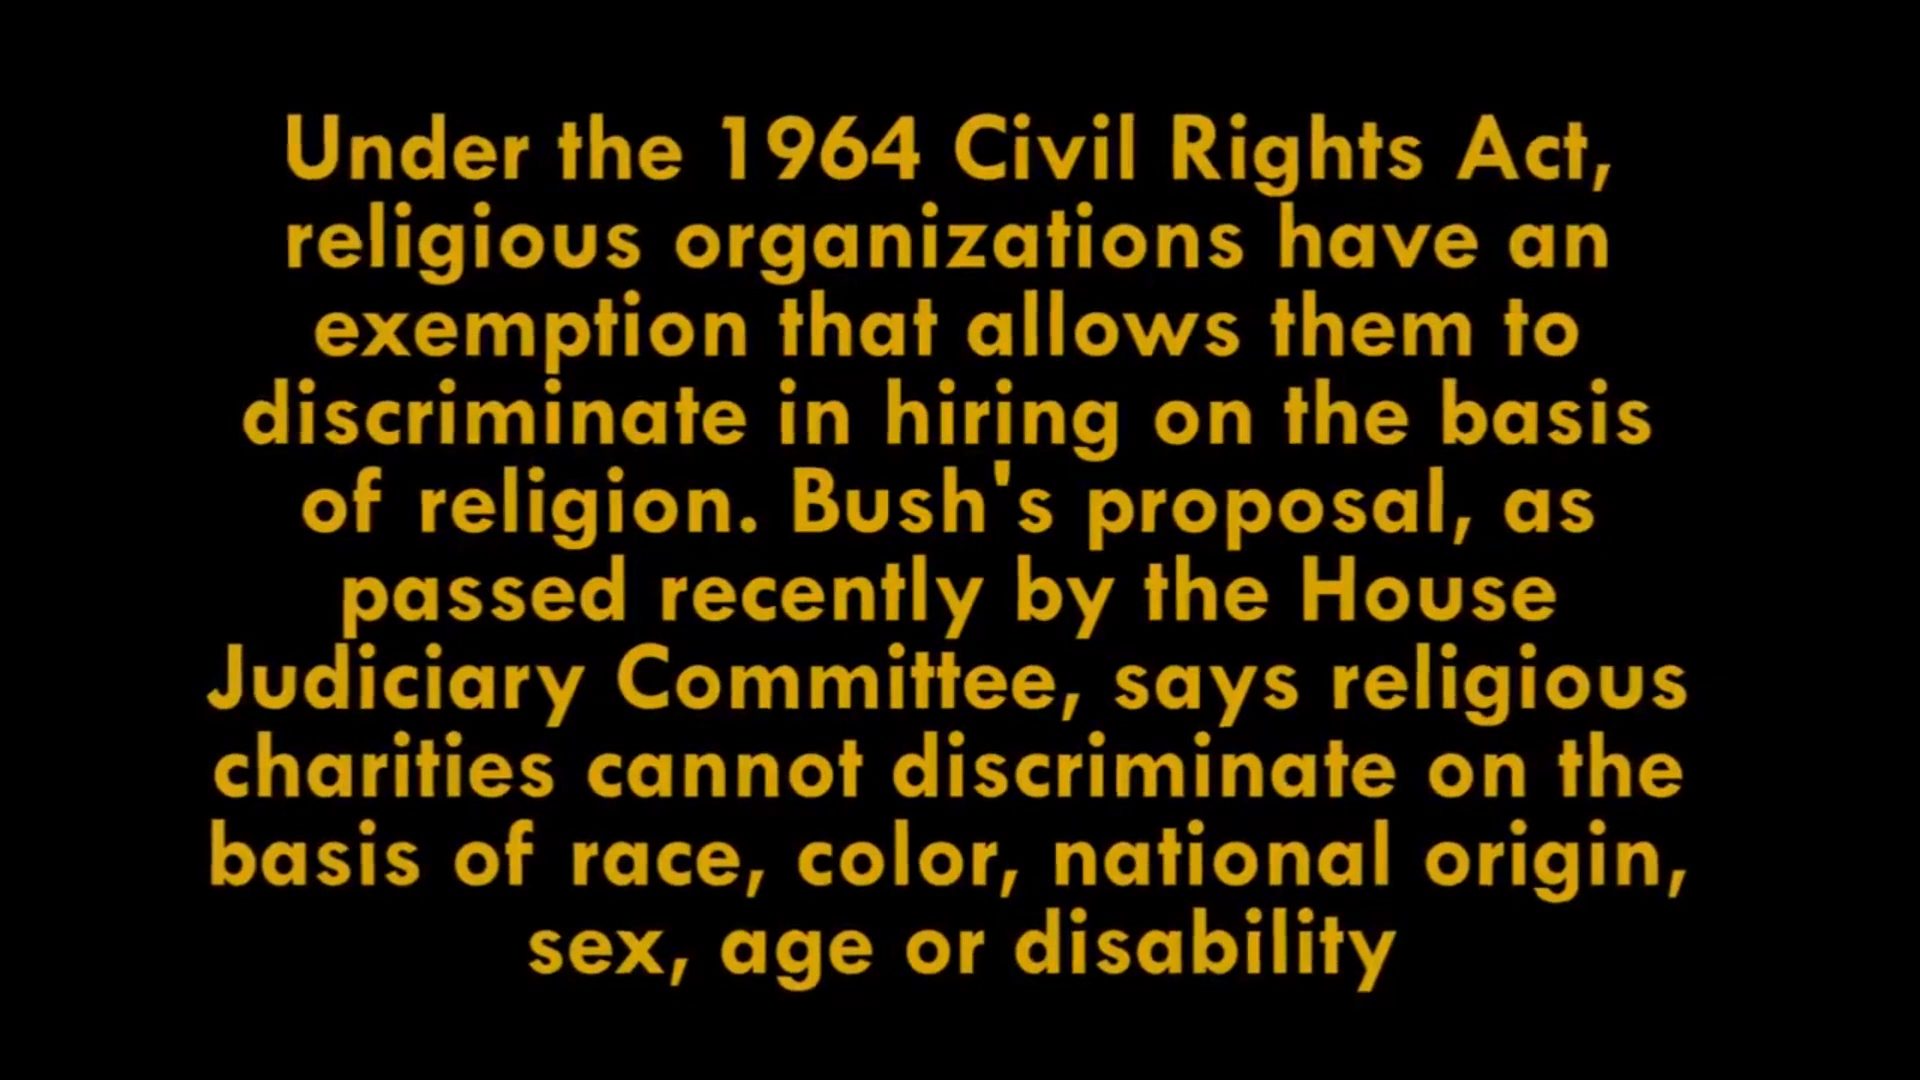 Under the 1964 Civil Rights Act,
religious organizations have an
exemption that allows them to
discriminate in hiring on the basis
of religion. Bush's proposal, as
passed recently by the House
Judiciary Committee, says religious
charities cannot discriminate on the
basis of race, color, national origin,
sex, age or disability